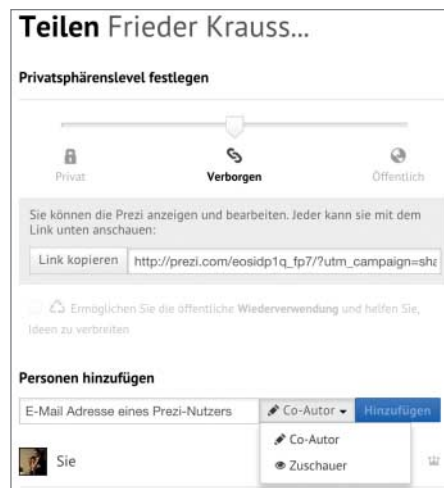 Teilen Frieder Krauss...
Privatsphärenslevel festlegen
Privat Verborgen Öffentlich
Sie können die Prezi anzeigen und bearbeiten. Jeder kann sie mit dem
Link unten anschauen:
Link kopieren http://prezi.com/eosidp1q_fp7/?utm_campaign=sha
Ermöglichen Sie die öffentliche Wiederverwendung und helfen Sie,
Ideen zu verbreiten
Personen hinzufügen
E-Mail Adresse eines Prezi-Nutzers Co-Autor Hinzufügen
Co-Autor
Sie
Zuschauer